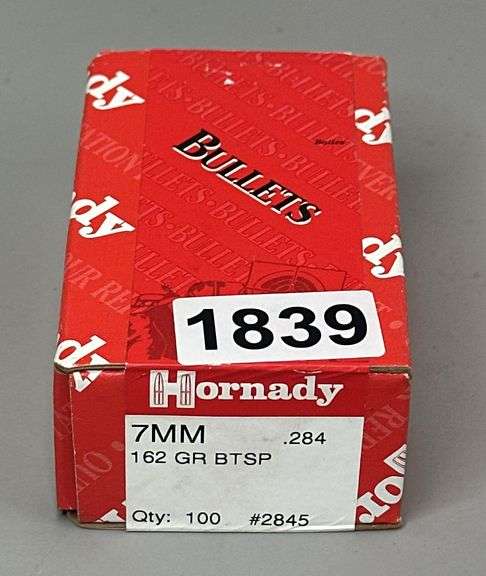 BULLETS
1839
Hornady
7MM .284
162 GR BTSP
Qty: 100 #2845